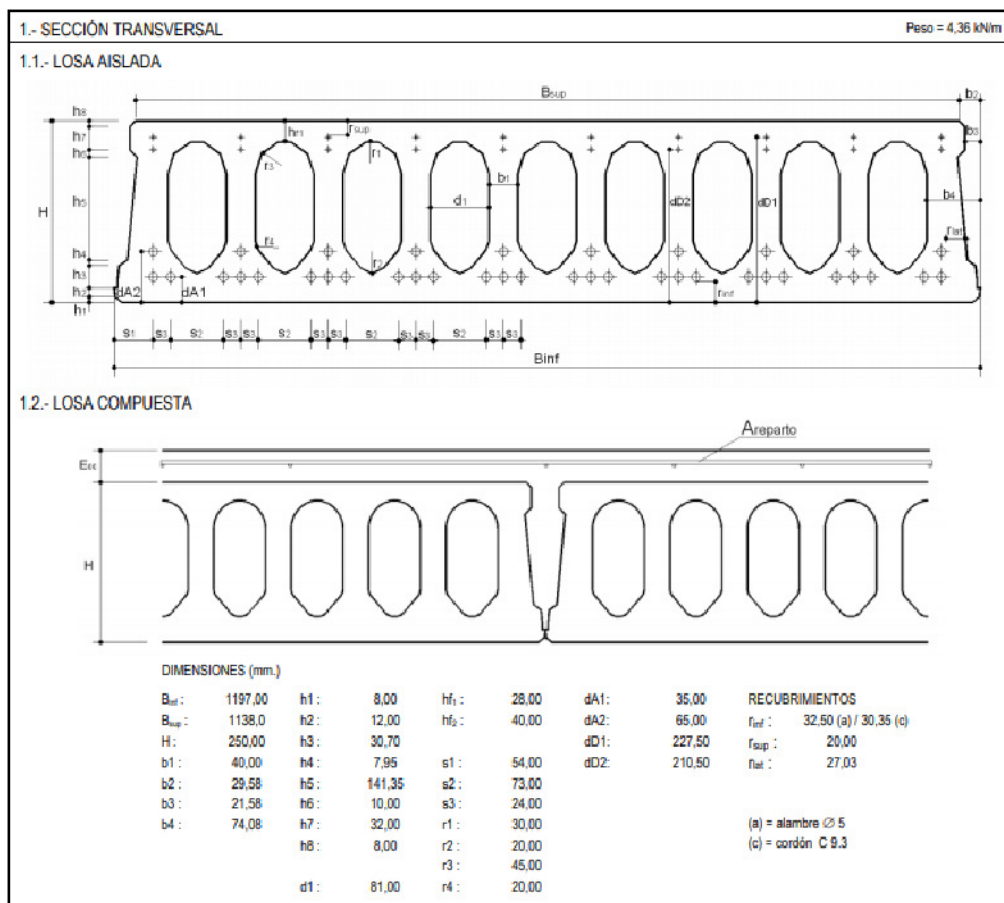 1.- SECCIÓN TRANSVERSAL Peso = 4,36 kN/m
1.1.- LOSA AISLADA
Bsup b2
h8
h7
h6
h5
h4
h3
h2
h1
H
hf1 rsup r1 r3 d1 b1 dD2 dD1 b3 b4 rlat
r4 r2 rinf
dA2 dA1
s1 s3 s2 s3 s3 s2 s3 s3 s2 s3 s3 s2 s3 s3
Binf
1.2.- LOSA COMPUESTA
Areparto
H
DIMENSIONES (mm.)
Binf : 1197,00 h1 : 8,00 hf1 : 28,00 dA1: 35,00 RECUBRIMIENTOS
Bsup : 1138,0 h2 : 12,00 hf2 : 40,00 dA2: 65,00 rinf : 32,50 (a) / 30,35 (c)
H: 250,00 h3 : 30,70 dD1: 227,50 rsup : 20,00
b1 : 40,00 h4 : 7,95 s1 : 54,00 dD2: 210,50 rlat : 27,03
b2 : 29,58 h5 : 141,35 s2 : 73,00
b3 : 21,58 h6 : 10,00 s3 : 24,00
b4 : 74,08 h7 : 32,00 r1 : 30,00 (a) = alambre ∅ 5
h8 : 8,00 r2 : 20,00 (c) = cordón C 9.3
r3 : 45,00
d1 : 81,00 r4 : 20,00